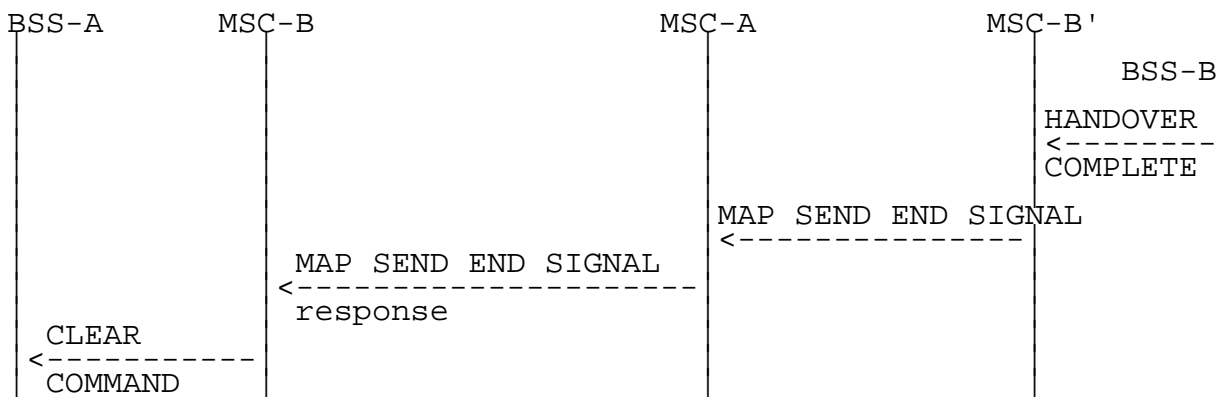 BSS-A MSC-B MSC-A MSC-B'
BSS-B
HANDOVER
COMPLETE
MAP SEND END SIGNAL
MAP SEND END SIGNAL
response
CLEAR
COMMAND